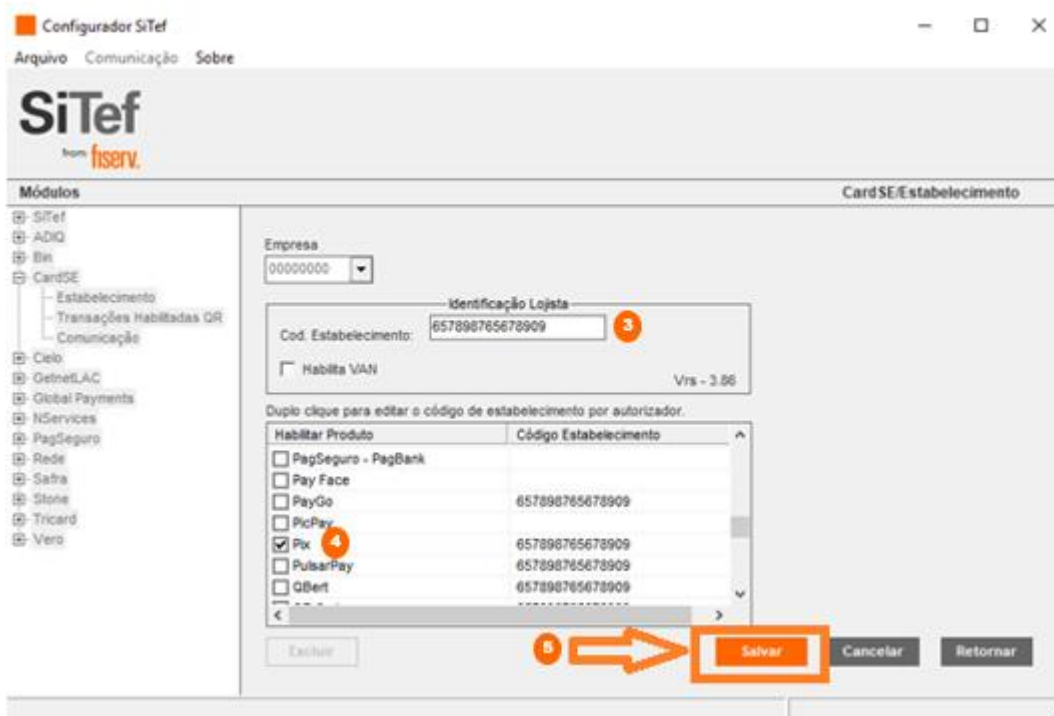 Configurador SiTef
Arquivo Comunicação Sobre
SiTef
from fiserv.
Módulos
CardSE/Estabelecimento
SiTef
ADIQ
Bin
CardSE
Estabelecimento
Transações Habilitadas QR
Comunicação
Cielo
GetnetLAC
Global Payments
NServices
PagSeguro
Rede
Safra
Stone
Tricard
Vero
Empresa
00000000
Identificação Lojista
Cod. Estabelecimento: 657898765678909 3
Habilita VAN
Vrs - 3.86
Duplo clique para editar o código de estabelecimento por autorizador.
Habilitar Produto Código Estabelecimento
PagSeguro - PagBank
Pay Face
PayGo 657898765678909
PicPay
Pix 4 657898765678909
PulsarPay 657898765678909
QBert 657898765678909
Excluir 5 Salvar Cancelar Retornar